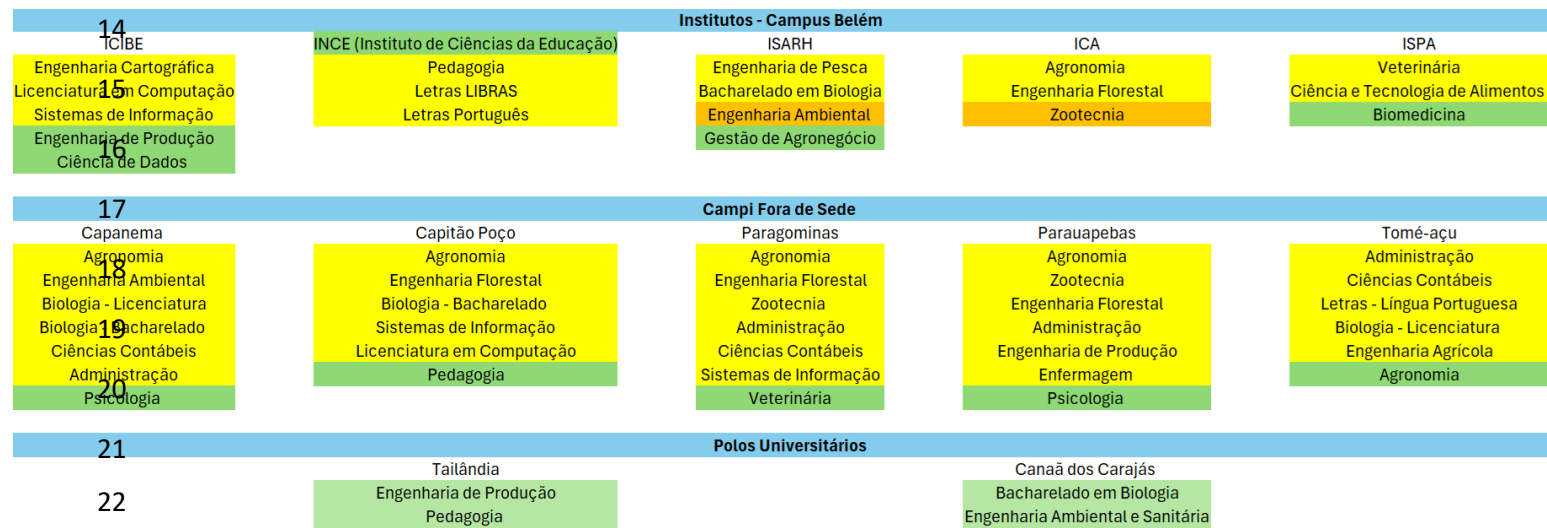 14
Institutos - Campus Belém
ICIBE INCE (Instituto de Ciências da Educação) ISARH ICA ISPA
Engenharia Cartográfica Pedagogia Engenharia de Pesca Agronomia Veterinária
15
Licenciatura em Computação Letras LIBRAS Bacharelado em Biologia Engenharia Florestal Ciência e Tecnologia de Alimentos
Sistemas de Informação Letras Português Engenharia Ambiental Zootecnia Biomedicina
Engenharia de Produção Gestão de Agronegócio
16
Ciência de Dados
17
Campi Fora de Sede
Capanema Capitão Poço Paragominas Parauapebas Tomé-açu
Agronomia Agronomia Agronomia Agronomia Administração
18
Engenharia Ambiental Engenharia Florestal Engenharia Florestal Zootecnia Ciências Contábeis
Biologia - Licenciatura Biologia - Bacharelado Zootecnia Engenharia Florestal Letras - Língua Portuguesa
19
Biologia - Bacharelado Sistemas de Informação Administração Administração Biologia - Licenciatura
Ciências Contábeis Licenciatura em Computação Ciências Contábeis Engenharia de Produção Engenharia Agrícola
Administração Pedagogia Sistemas de Informação Enfermagem Agronomia
20
Psicologia Veterinária Psicologia
21
Polos Universitários
Tailândia Canaã dos Carajás
Engenharia de Produção Bacharelado em Biologia
22
Pedagogia Engenharia Ambiental e Sanitária